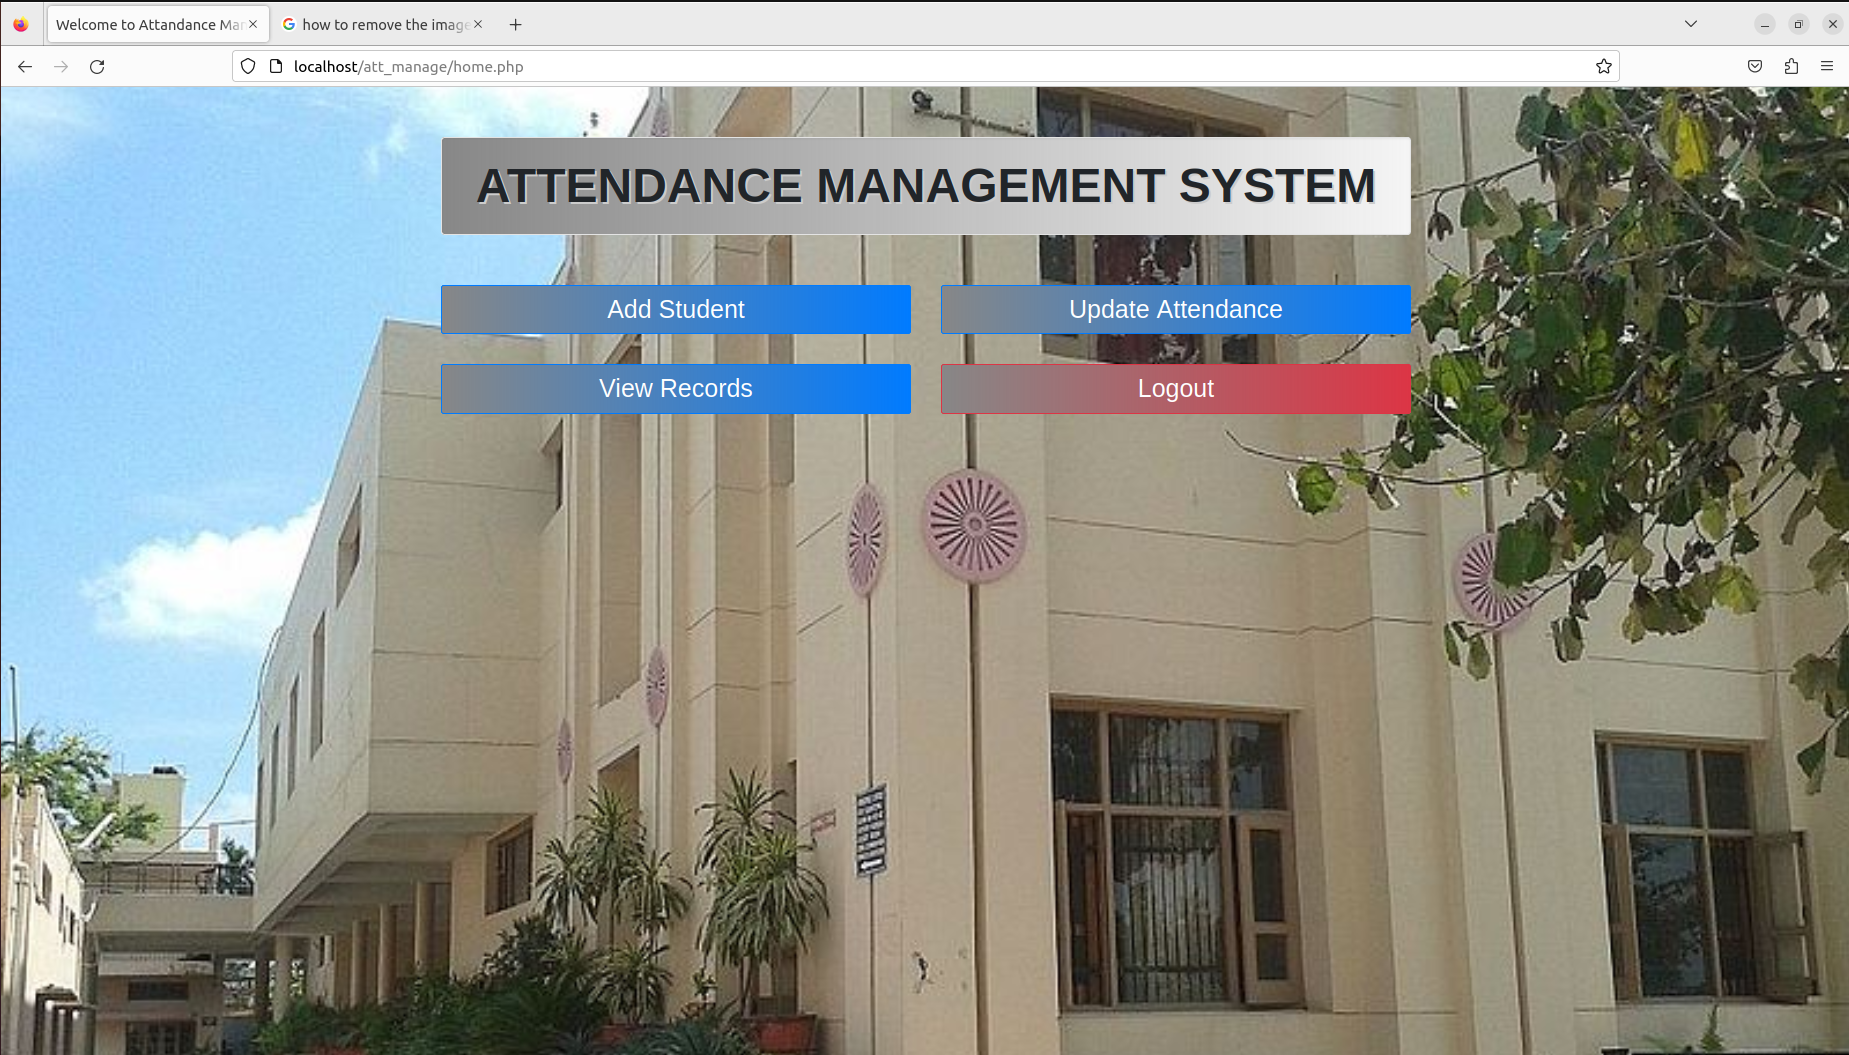 Welcome to Attandance Mar
how to remove the image
localhost/att_manage/home.php
ATTENDANCE MANAGEMENT SYSTEM
Add Student
Update Attendance
View Records
Logout